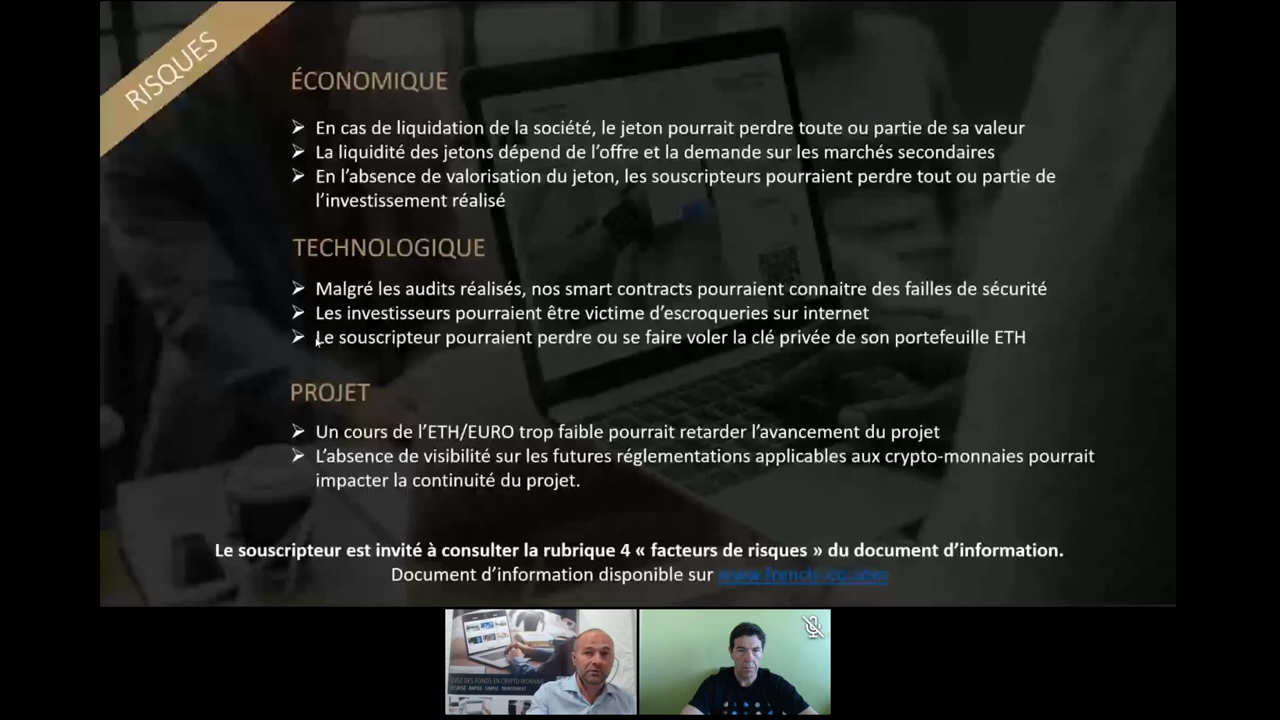 RISQUES
ÉCONOMIQUE
En cas de liquidation de la société, le jeton pourrait perdre toute ou partie de sa valeur
La liquidité des jetons dépend de l’offre et la demande sur les marchés secondaires
En l’absence de valorisation du jeton, les souscripteurs pourraient perdre tout ou partie de
l’investissement réalisé
TECHNOLOGIQUE
Malgré les audits réalisés, nos smart contracts pourraient connaitre des failles de sécurité
Les investisseurs pourraient être victime d’escroqueries sur internet
Le souscripteur pourraient perdre ou se faire voler la clé privée de son portefeuille ETH
PROJET
Un cours de l’ETH/EURO trop faible pourrait retarder l’avancement du projet
L’absence de visibilité sur les futures réglementations applicables aux crypto-monnaies pourrait
impacter la continuité du projet.
Le souscripteur est invité à consulter la rubrique 4 « facteurs de risques » du document d’information.
Document d’information disponible sur
DES FONDS EN CRYPTO-MONNAIE